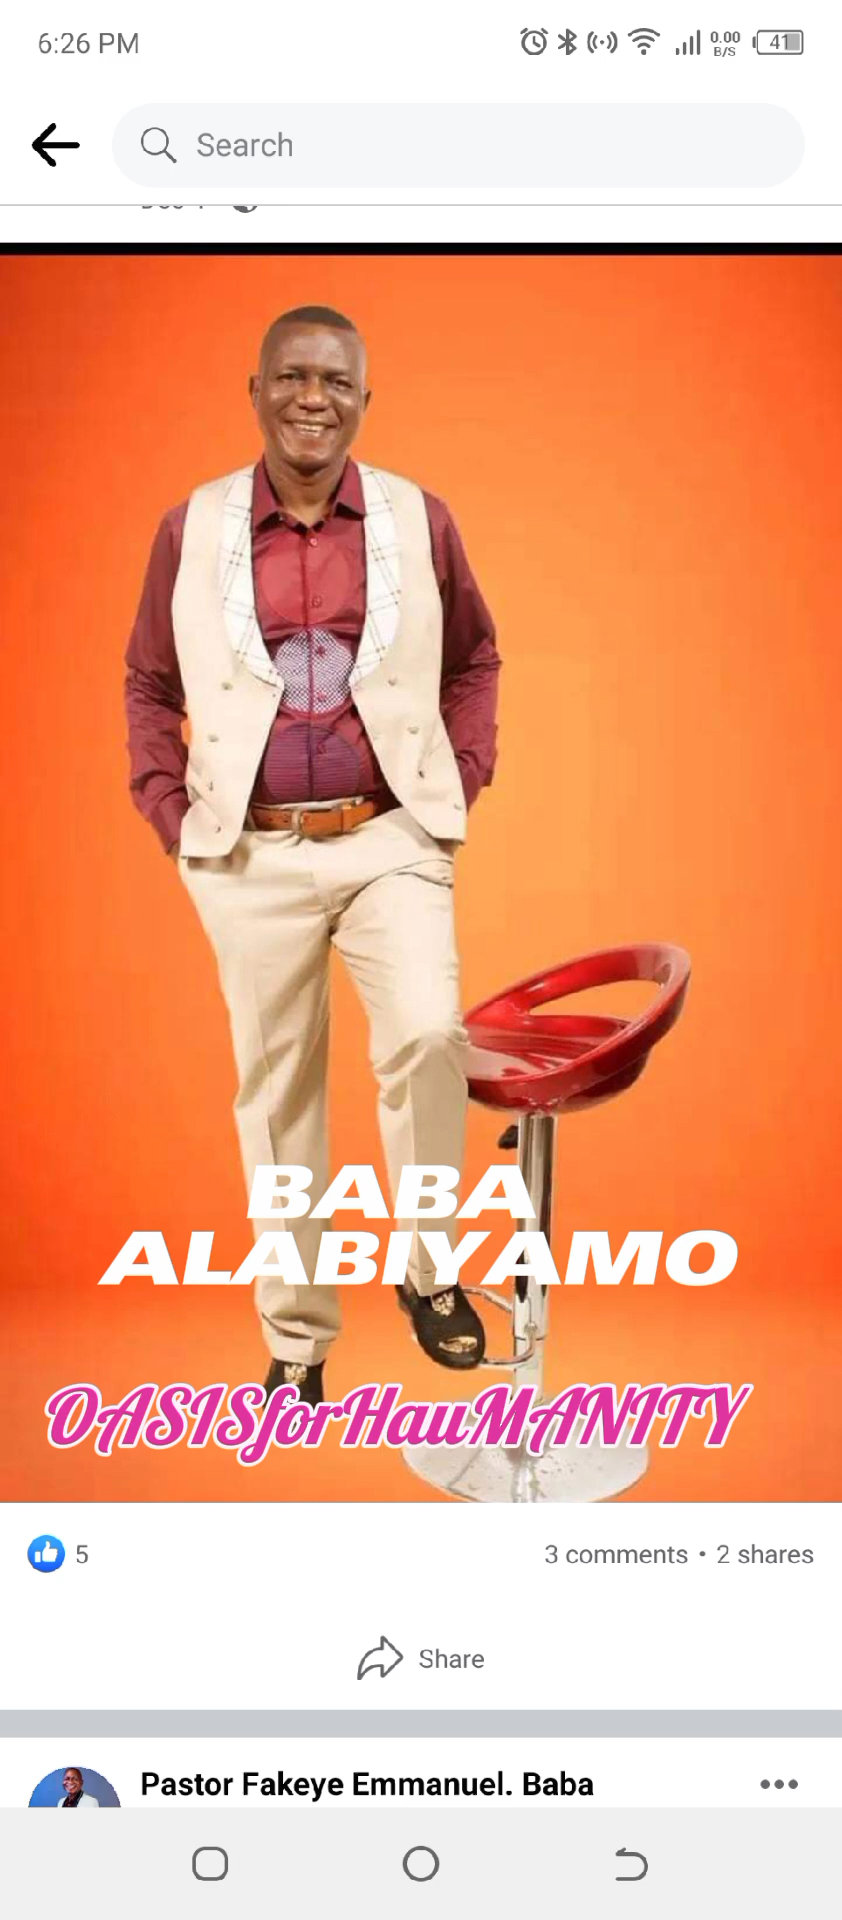 6:26 PM
0.00
B/S
41
Search
BABA
ALABIYAMO
OASISforHauMANITY
5
3 comments • 2 shares
Share
Pastor Fakeye Emmanuel. Baba